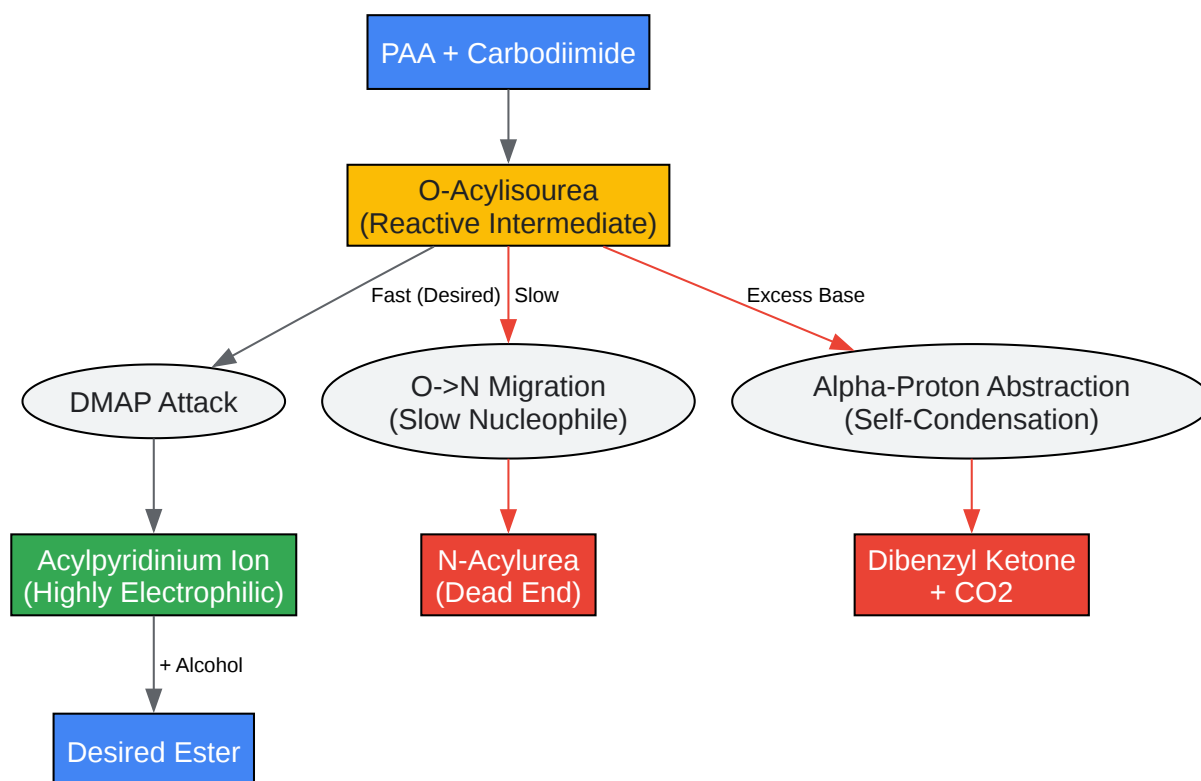 PAA + Carbodiimide
O-Acylisourea
(Reactive Intermediate)
Fast (Desired)
Slow
Excess Base
DMAP Attack
O->N Migration
(Slow Nucleophile)
Alpha-Proton Abstraction
(Self-Condensation)
Acylpyridinium Ion
(Highly Electrophilic)
N-Acylurea
(Dead End)
Dibenzyl Ketone
+ CO2
+ Alcohol
Desired Ester